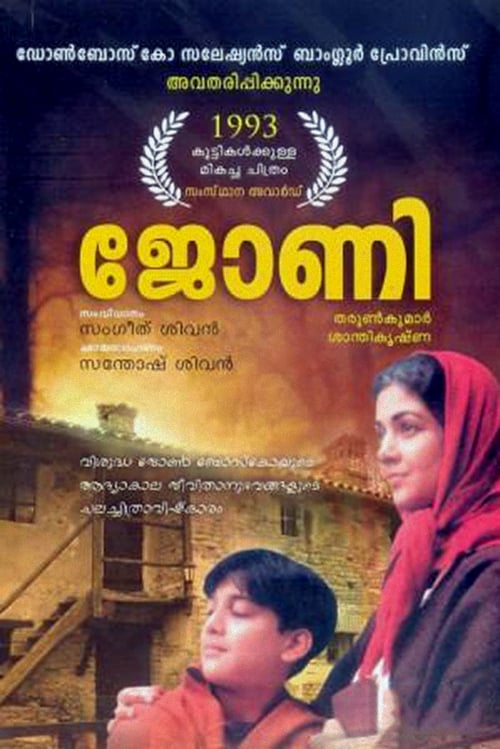 ഡോൺബോസ്കോ സലേഷ്യൻസ് ബാംഗ്ലൂർ പ്രോവിൻസ്
അവതരിപ്പിക്കുന്നു
1993
കുട്ടികൾക്കുള്ള
മികച്ച ചിത്രം
സംസ്ഥാന അവാർഡ്
ജോണി
സംവിധാനം
സംഗീത് ശിവൻ
ഛായാഗ്രഹണം
സന്തോഷ് ശിവൻ
തരുൺകുമാർ
ശാന്തികൃഷ്ണ
വിശുദ്ധ ജോൺ ബോസ്കോയുടെ
ആദ്യകാല ജീവിതാനുഭവങ്ങളുടെ
ചലച്ചിത്രാവിഷ്കാരം